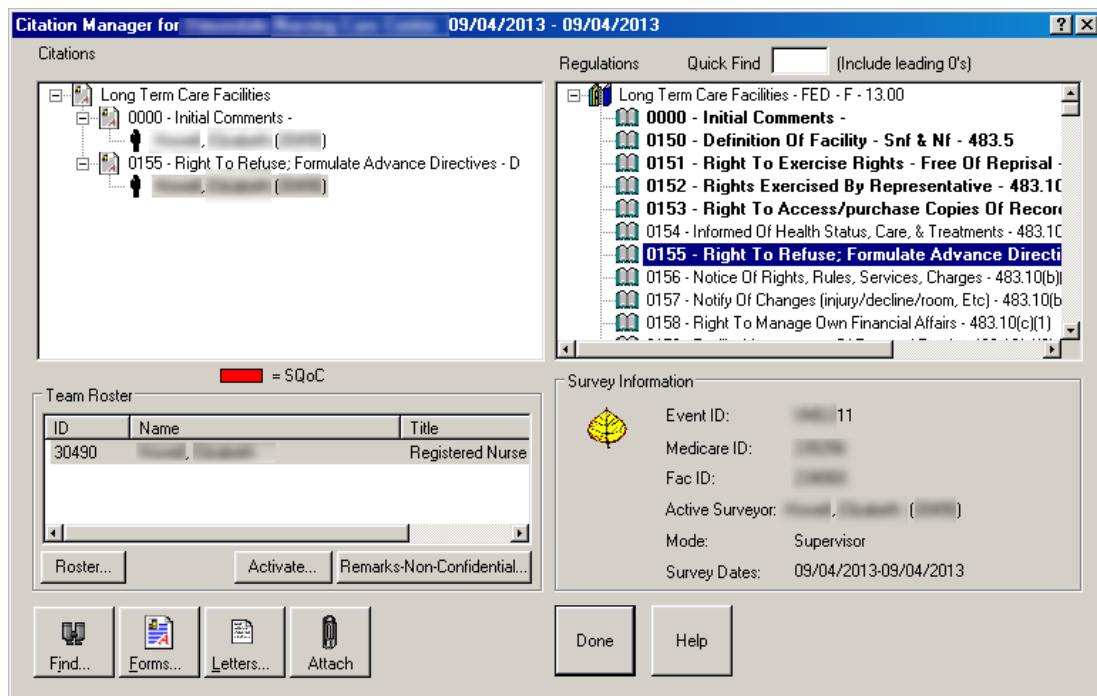 Citation Manager for 09/04/2013 - 09/04/2013
Citations
Long Term Care Facilities
0000 - Initial Comments -
, ( )
0155 - Right To Refuse; Formulate Advance Directives - D
, ( )
= SQoC
Regulations Quick Find (Include leading 0's)
Long Term Care Facilities - FED - F - 13.00
0000 - Initial Comments -
0150 - Definition Of Facility - Snf & Nf - 483.5
0151 - Right To Exercise Rights - Free Of Reprisal -
0152 - Rights Exercised By Representative - 483.10
0153 - Right To Access/purchase Copies Of Record
0154 - Informed Of Health Status, Care, & Treatments - 483.10
0155 - Right To Refuse; Formulate Advance Directi
0156 - Notice Of Rights, Rules, Services, Charges - 483.10(b)(
0157 - Notify Of Changes (injury/decline/room, Etc) - 483.10(b
0158 - Right To Manage Own Financial Affairs - 483.10(c)(1)
Team Roster
ID Name Title
30490 , Registered Nurse
Roster... Activate... Remarks-Non-Confidential...
Find... Forms... Letters... Attach
Survey Information
Event ID: 11
Medicare ID:
Fac ID:
Active Surveyor: , ( )
Mode: Supervisor
Survey Dates: 09/04/2013-09/04/2013
Done Help